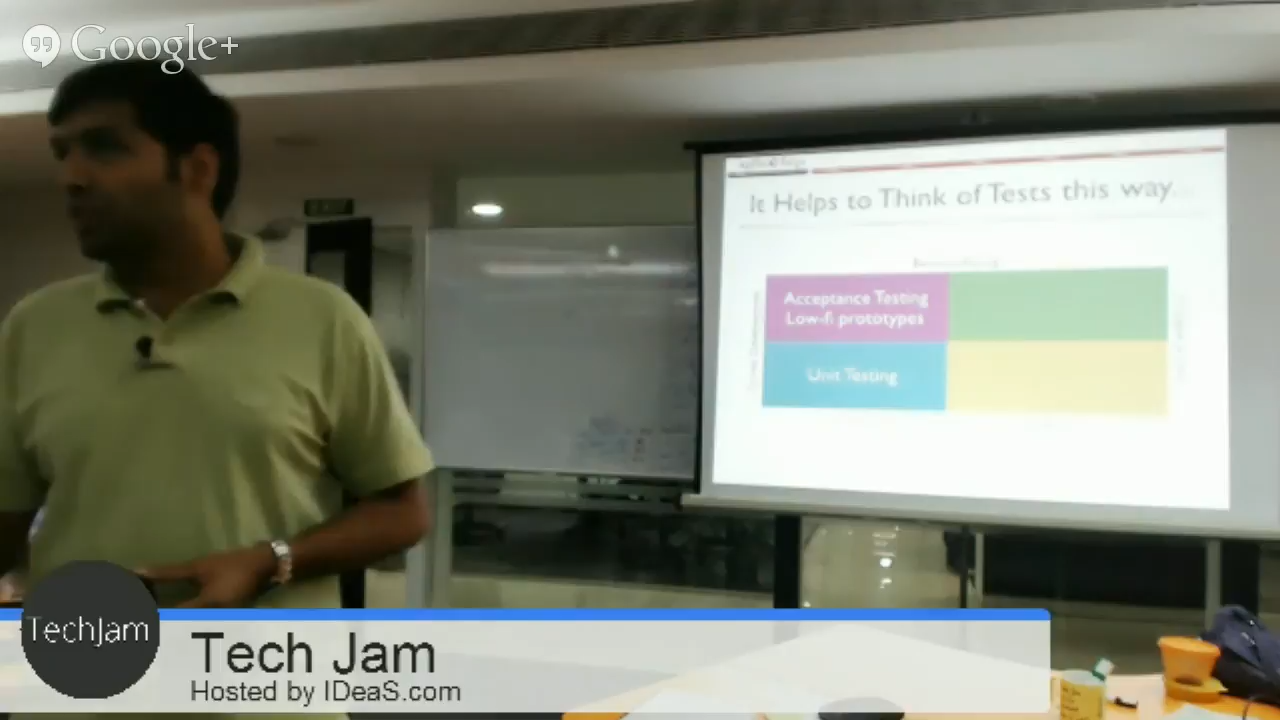 Google+
EXIT
It Helps to Think of Tests this way...
Acceptance Testing
Low-fi prototypes
Unit Testing
TechJam
Tech Jam
Hosted by IDeaS.com